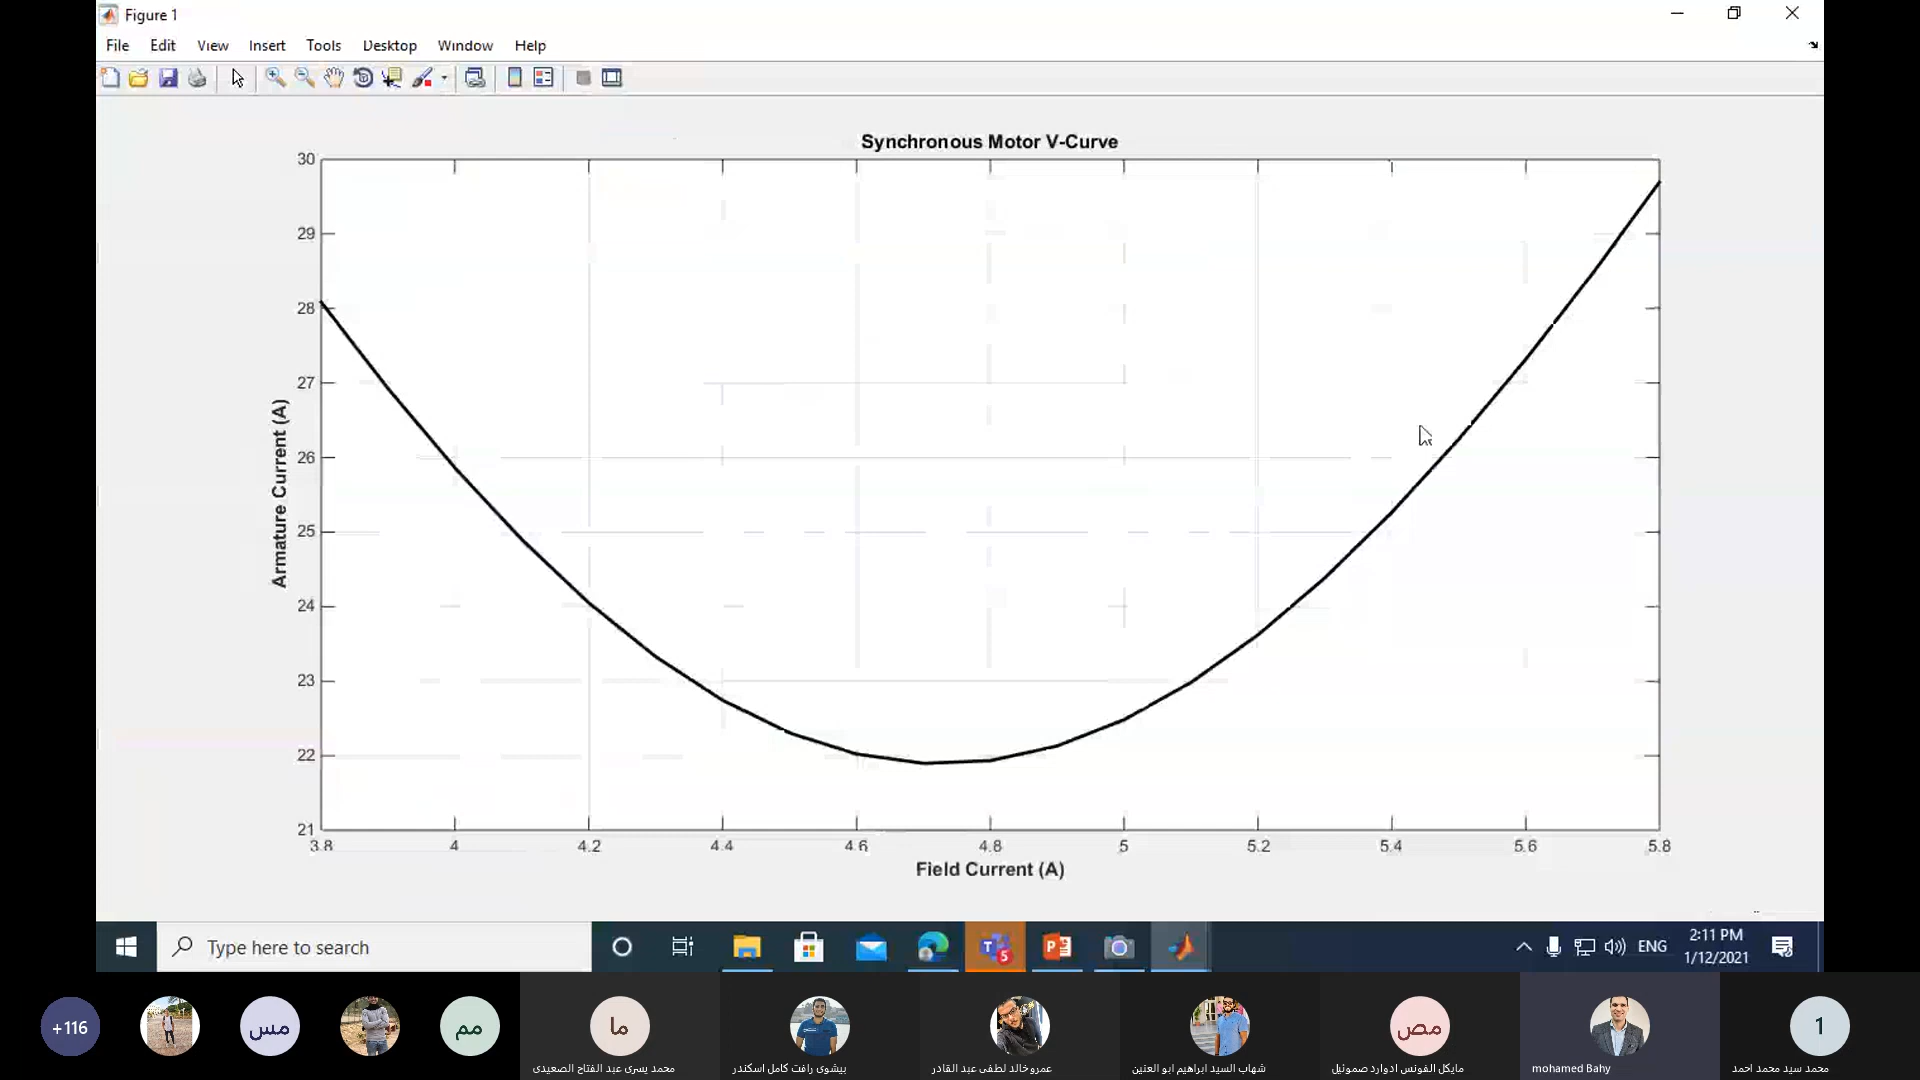 Figure 1
File Edit View Insert Tools Desktop Window Help
Synchronous Motor V-Curve
30
29
28
27
26
25
24
23
22
21
Armature Current (A)
3.8 4 4.2 4.4 4.6 4.8 5 5.2 5.4 5.6 5.8
Field Current (A)
Type here to search
T 5
P
ENG
2:11 PM
1/12/2021
+116
مس
مم
ما
مص
1
محمد يسرى عبد الفتاح الصعيدى
بيشوى رافت كامل اسكندر
عمرو خالد لطفى عبد القادر
شهاب السيد ابراهيم ابو العنين
مايكل الفونس ادوارد صموئيل
mohamed Bahy
محمد سيد محمد احمد